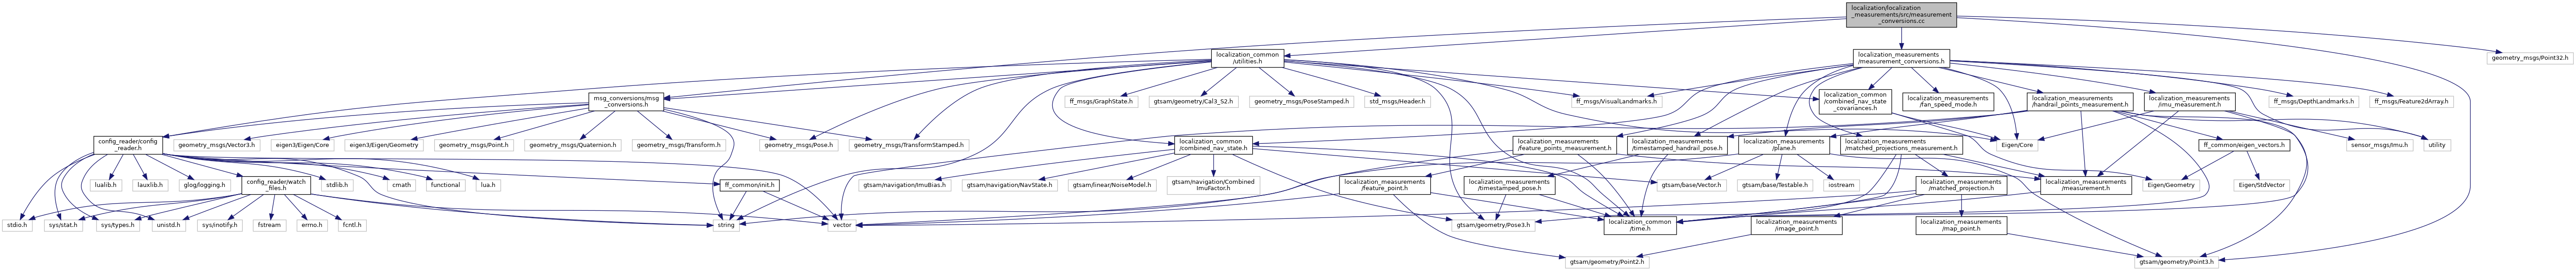 localization/localization
_measurements/src/measurement
_conversions.cc
localization_common
/utilities.h
localization_measurements
/measurement_conversions.h
geometry_msgs/Point32.h
msg_conversions/msg
_conversions.h
ff_msgs/GraphState.h
gtsam/geometry/Cal3_S2.h
geometry_msgs/PoseStamped.h
std_msgs/Header.h
ff_msgs/VisualLandmarks.h
localization_common
/combined_nav_state
_covariances.h
localization_measurements
/fan_speed_mode.h
localization_measurements
/handrail_points_measurement.h
localization_measurements
/imu_measurement.h
ff_msgs/DepthLandmarks.h
ff_msgs/Feature2dArray.h
config_reader/config
_reader.h
geometry_msgs/Vector3.h
eigen3/Eigen/Core
eigen3/Eigen/Geometry
geometry_msgs/Point.h
geometry_msgs/Quaternion.h
geometry_msgs/Transform.h
geometry_msgs/Pose.h
geometry_msgs/TransformStamped.h
localization_common
/combined_nav_state.h
localization_measurements
/feature_points_measurement.h
localization_measurements
/timestamped_handrail_pose.h
localization_measurements
/plane.h
localization_measurements
/matched_projections_measurement.h
Eigen/Core
ff_common/eigen_vectors.h
sensor_msgs/Imu.h
utility
lualib.h
lauxlib.h
glog/logging.h
config_reader/watch
_files.h
stdlib.h
cmath
functional
lua.h
ff_common/init.h
gtsam/navigation/ImuBias.h
gtsam/navigation/NavState.h
gtsam/linear/NoiseModel.h
gtsam/navigation/Combined
ImuFactor.h
localization_measurements
/feature_point.h
localization_measurements
/timestamped_pose.h
gtsam/base/Vector.h
gtsam/base/Testable.h
iostream
localization_measurements
/matched_projection.h
localization_measurements
/measurement.h
Eigen/Geometry
Eigen/StdVector
stdio.h
sys/stat.h
sys/types.h
unistd.h
sys/inotify.h
fstream
errno.h
fcntl.h
string
vector
gtsam/geometry/Pose3.h
localization_common
/time.h
localization_measurements
/image_point.h
localization_measurements
/map_point.h
gtsam/geometry/Point2.h
gtsam/geometry/Point3.h